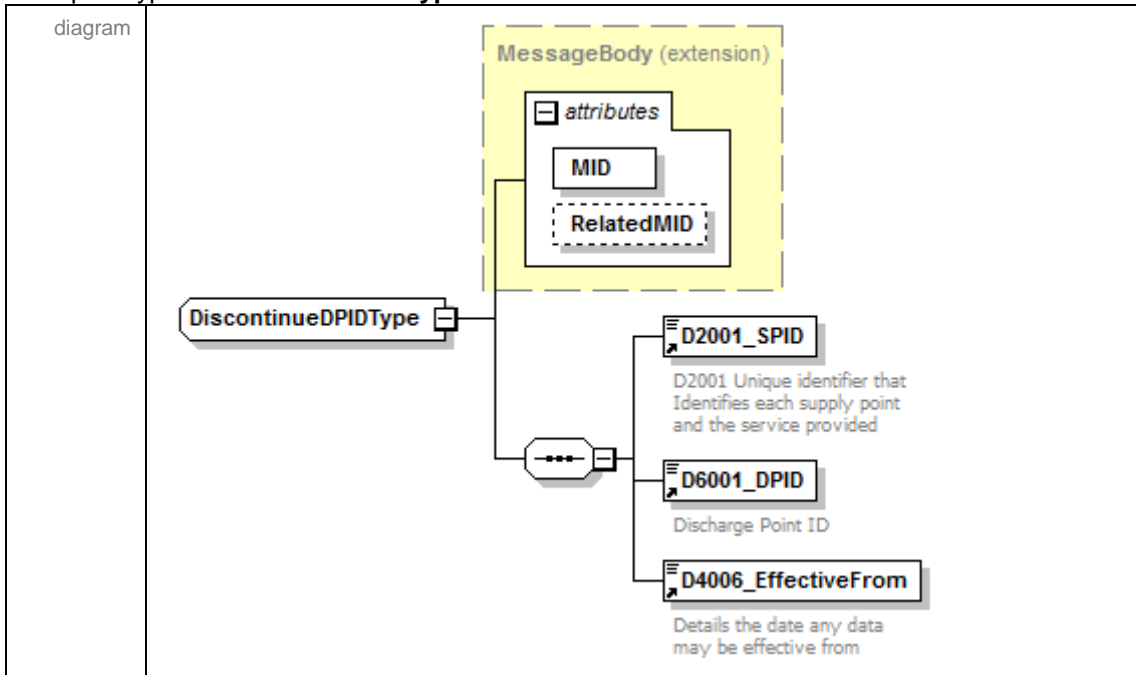 diagram
MessageBody (extension)
attributes
MID
RelatedMID
DiscontinueDPIDType
D2001_SPID
D2001 Unique identifier that
Identifies each supply point
and the service provided
D6001_DPID
Discharge Point ID
D4006_EffectiveFrom
Details the date any data
may be effective from